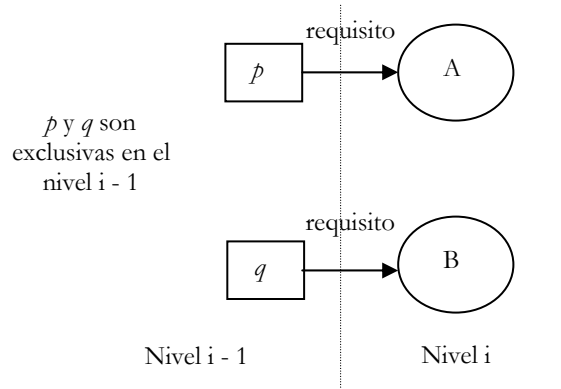 requisito
p
A
p y q son
exclusivas en el
nivel i - 1
requisito
q
B
Nivel i - 1
Nivel i